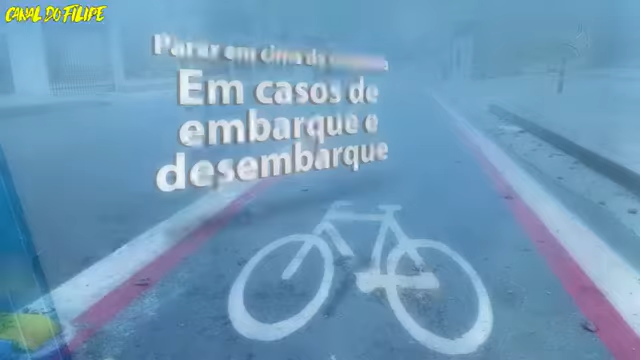 CANAL DO FILIPE
Parar em cima da
Em casos de
embarque e
desembarque